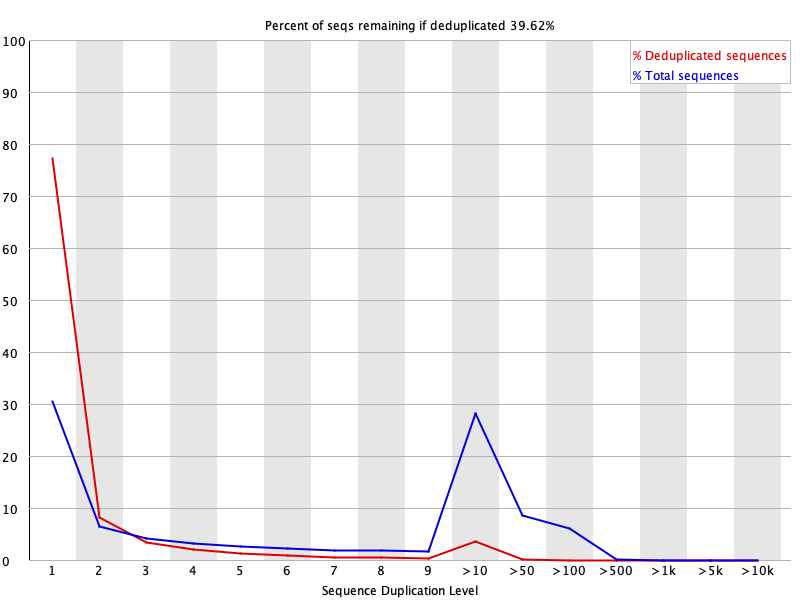 Percent of seqs remaining if deduplicated 39.62%
% Deduplicated sequences
% Total sequences
100
90
80
70
60
50
40
30
20
10
0
1 2 3 4 5 6 7 8 9 >10 >50 >100 >500 >1k >5k >10k
Sequence Duplication Level